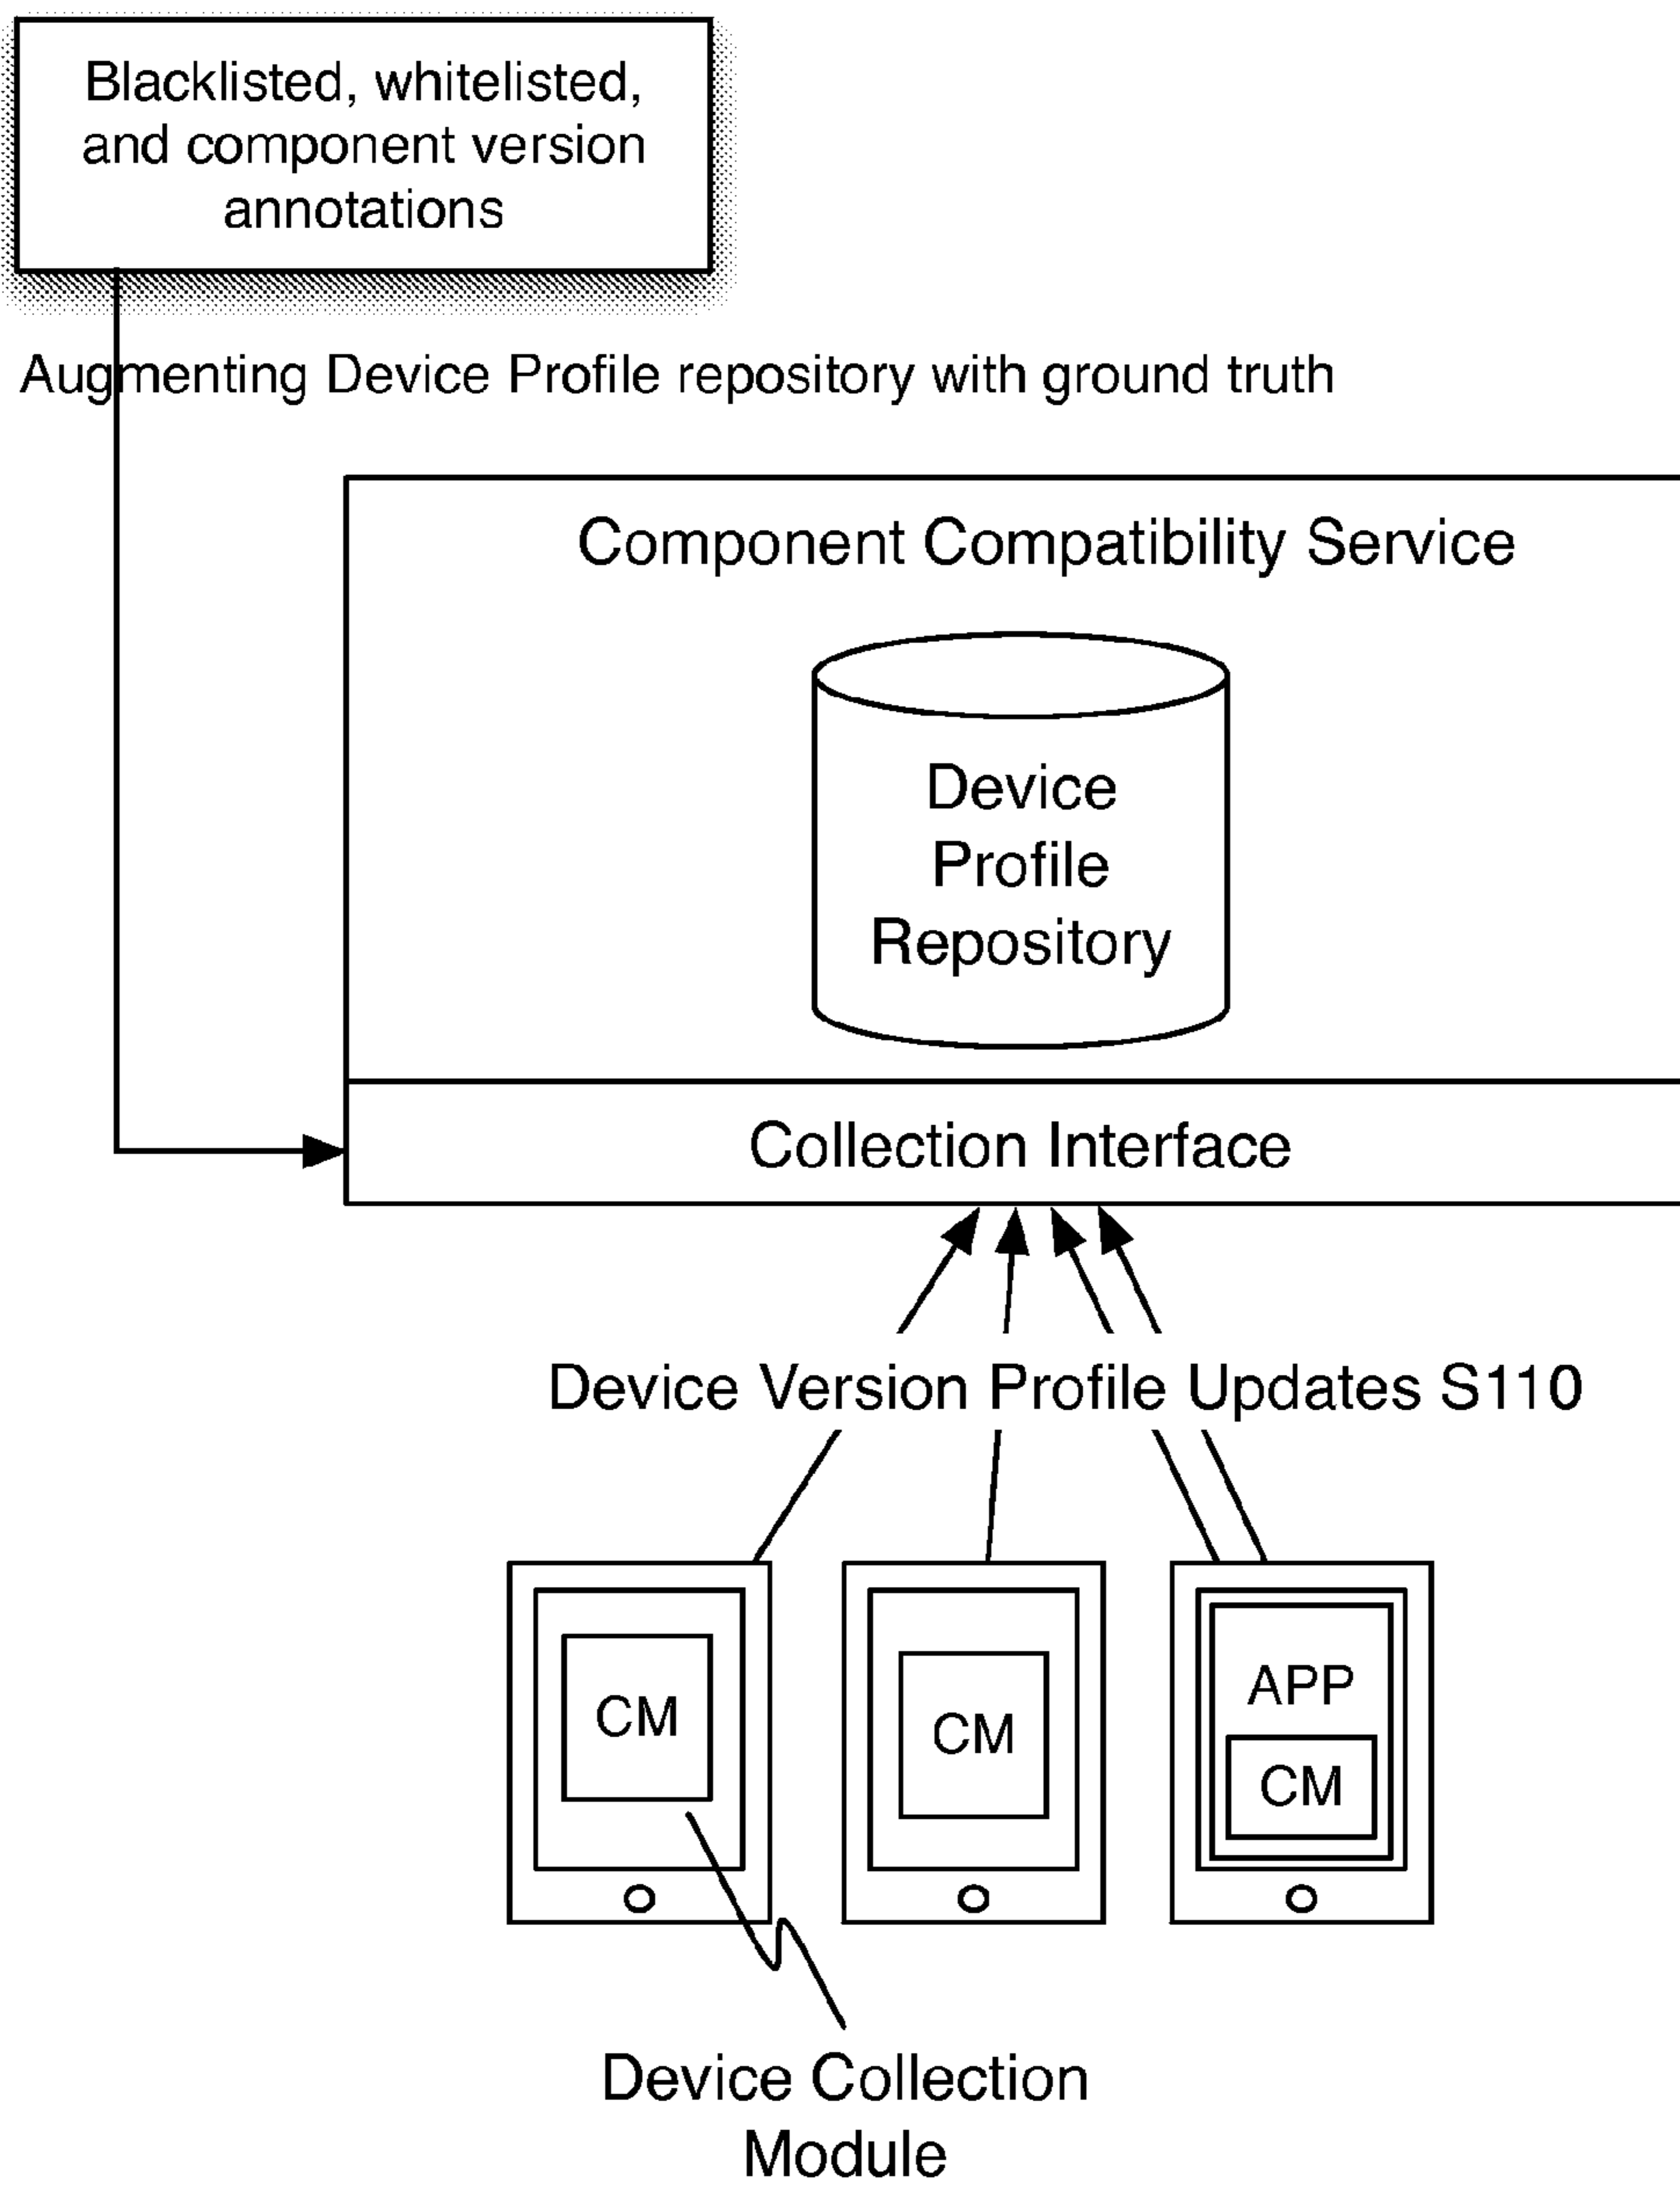 Blacklisted, whitelisted,
and component version
annotations
Augmenting Device Profile repository with ground truth
Component Compatibility Service
Device
Profile
Repository
Collection Interface
Device Version Profile Updates S110
CM
CM
APP
CM
Device Collection
Module